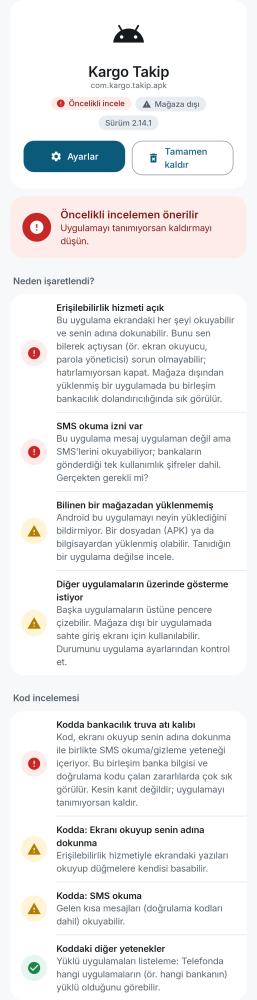 Kargo Takip
com.kargo.takip.apk
Öncelikli incele
Mağaza dışı
Sürüm 2.14.1
Ayarlar
Tamamen
kaldır
Öncelikli incelemen önerilir
Uygulamayı tanımıyorsan kaldırmayı
düşün.
Neden işaretlendi?
Erişilebilirlik hizmeti açık
Bu uygulama ekrandaki her şeyi okuyabilir
ve senin adına dokunabilir. Bunu sen
bilerek açtıysan (ör. ekran okuyucu,
parola yöneticisi) sorun olmayabilir;
hatırlamıyorsan kapat. Mağaza dışından
yüklenmiş bir uygulamada bu birleşim
bankacılık dolandırıcılığında sık görülür.
SMS okuma izni var
Bu uygulama mesaj uygulaman değil ama
SMS'lerini okuyabiliyor; bankaların
gönderdiği tek kullanımlık şifreler dahil.
Gerçekten gerekli mi?
Bilinen bir mağazadan yüklenmemiş
Android bu uygulamayı neyin yüklediğini
bildirmiyor. Bir dosyadan (APK) ya da
bilgisayardan yüklenmiş olabilir. Tanıdığın
bir uygulama değilse incele.
Diğer uygulamaların üzerinde gösterme
istiyor
Başka uygulamaların üstüne pencere
çizebilir. Mağaza dışı bir uygulamada
sahte giriş ekranı için kullanılabilir.
Durumunu uygulama ayarlarından kontrol
et.
Kod incelemesi
Kodda bankacılık truva atı kalıbı
Kod, ekranı okuyup senin adına dokunma
ile birlikte SMS okuma/gizleme yeteneği
içeriyor. Bu birleşim banka bilgisi ve
doğrulama kodu çalan zararlılarda çok sık
görülür. Kesin kanıt değildir; uygulamayı
tanımıyorsan kaldır.
Kodda: Ekranı okuyup senin adına
dokunma
Erişilebilirlik hizmetiyle ekrandaki yazıları
okuyup düğmelere kendisi basabilir.
Kodda: SMS okuma
Gelen kısa mesajları (doğrulama kodları
dahil) okuyabilir.
Koddaki diğer yetenekler
Yüklü uygulamaları listeleme: Telefonda
hangi uygulamaların (ör. hangi bankanın)
yüklü olduğunu görebilir.